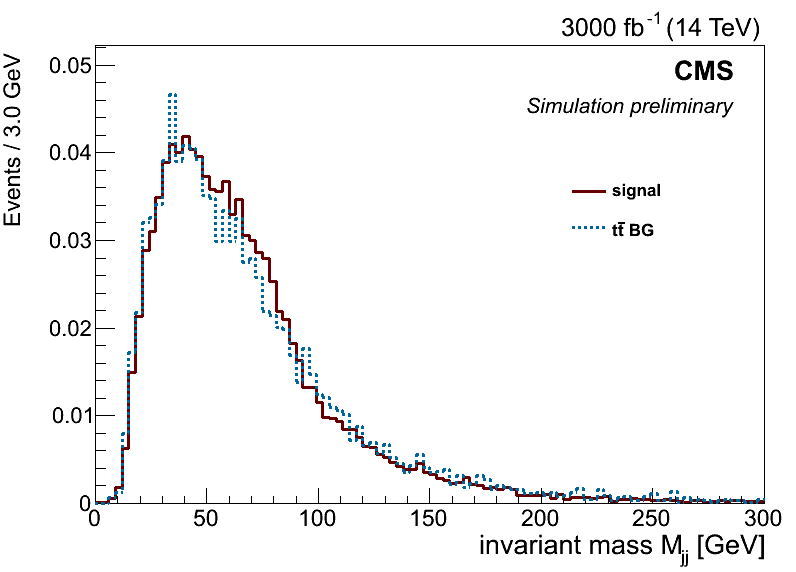 3000 fb⁻¹ (14 TeV)
CMS
Simulation preliminary
signal
tt̄ BG
Events / 3.0 GeV
0.05
0.04
0.03
0.02
0.01
0
0 50 100 150 200 250 300
invariant mass Mjj [GeV]